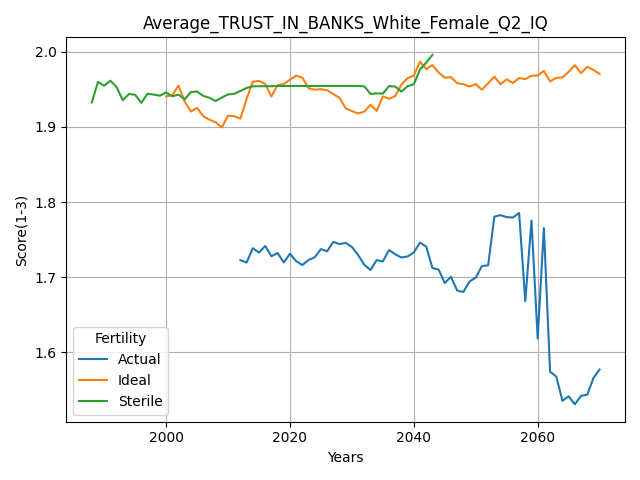 Average_TRUST_IN_BANKS_White_Female_Q2_IQ
Score(1-3)
2.0
1.9
1.8
1.7
1.6
Fertility
Actual
Ideal
Sterile
2000 2020 2040 2060
Years